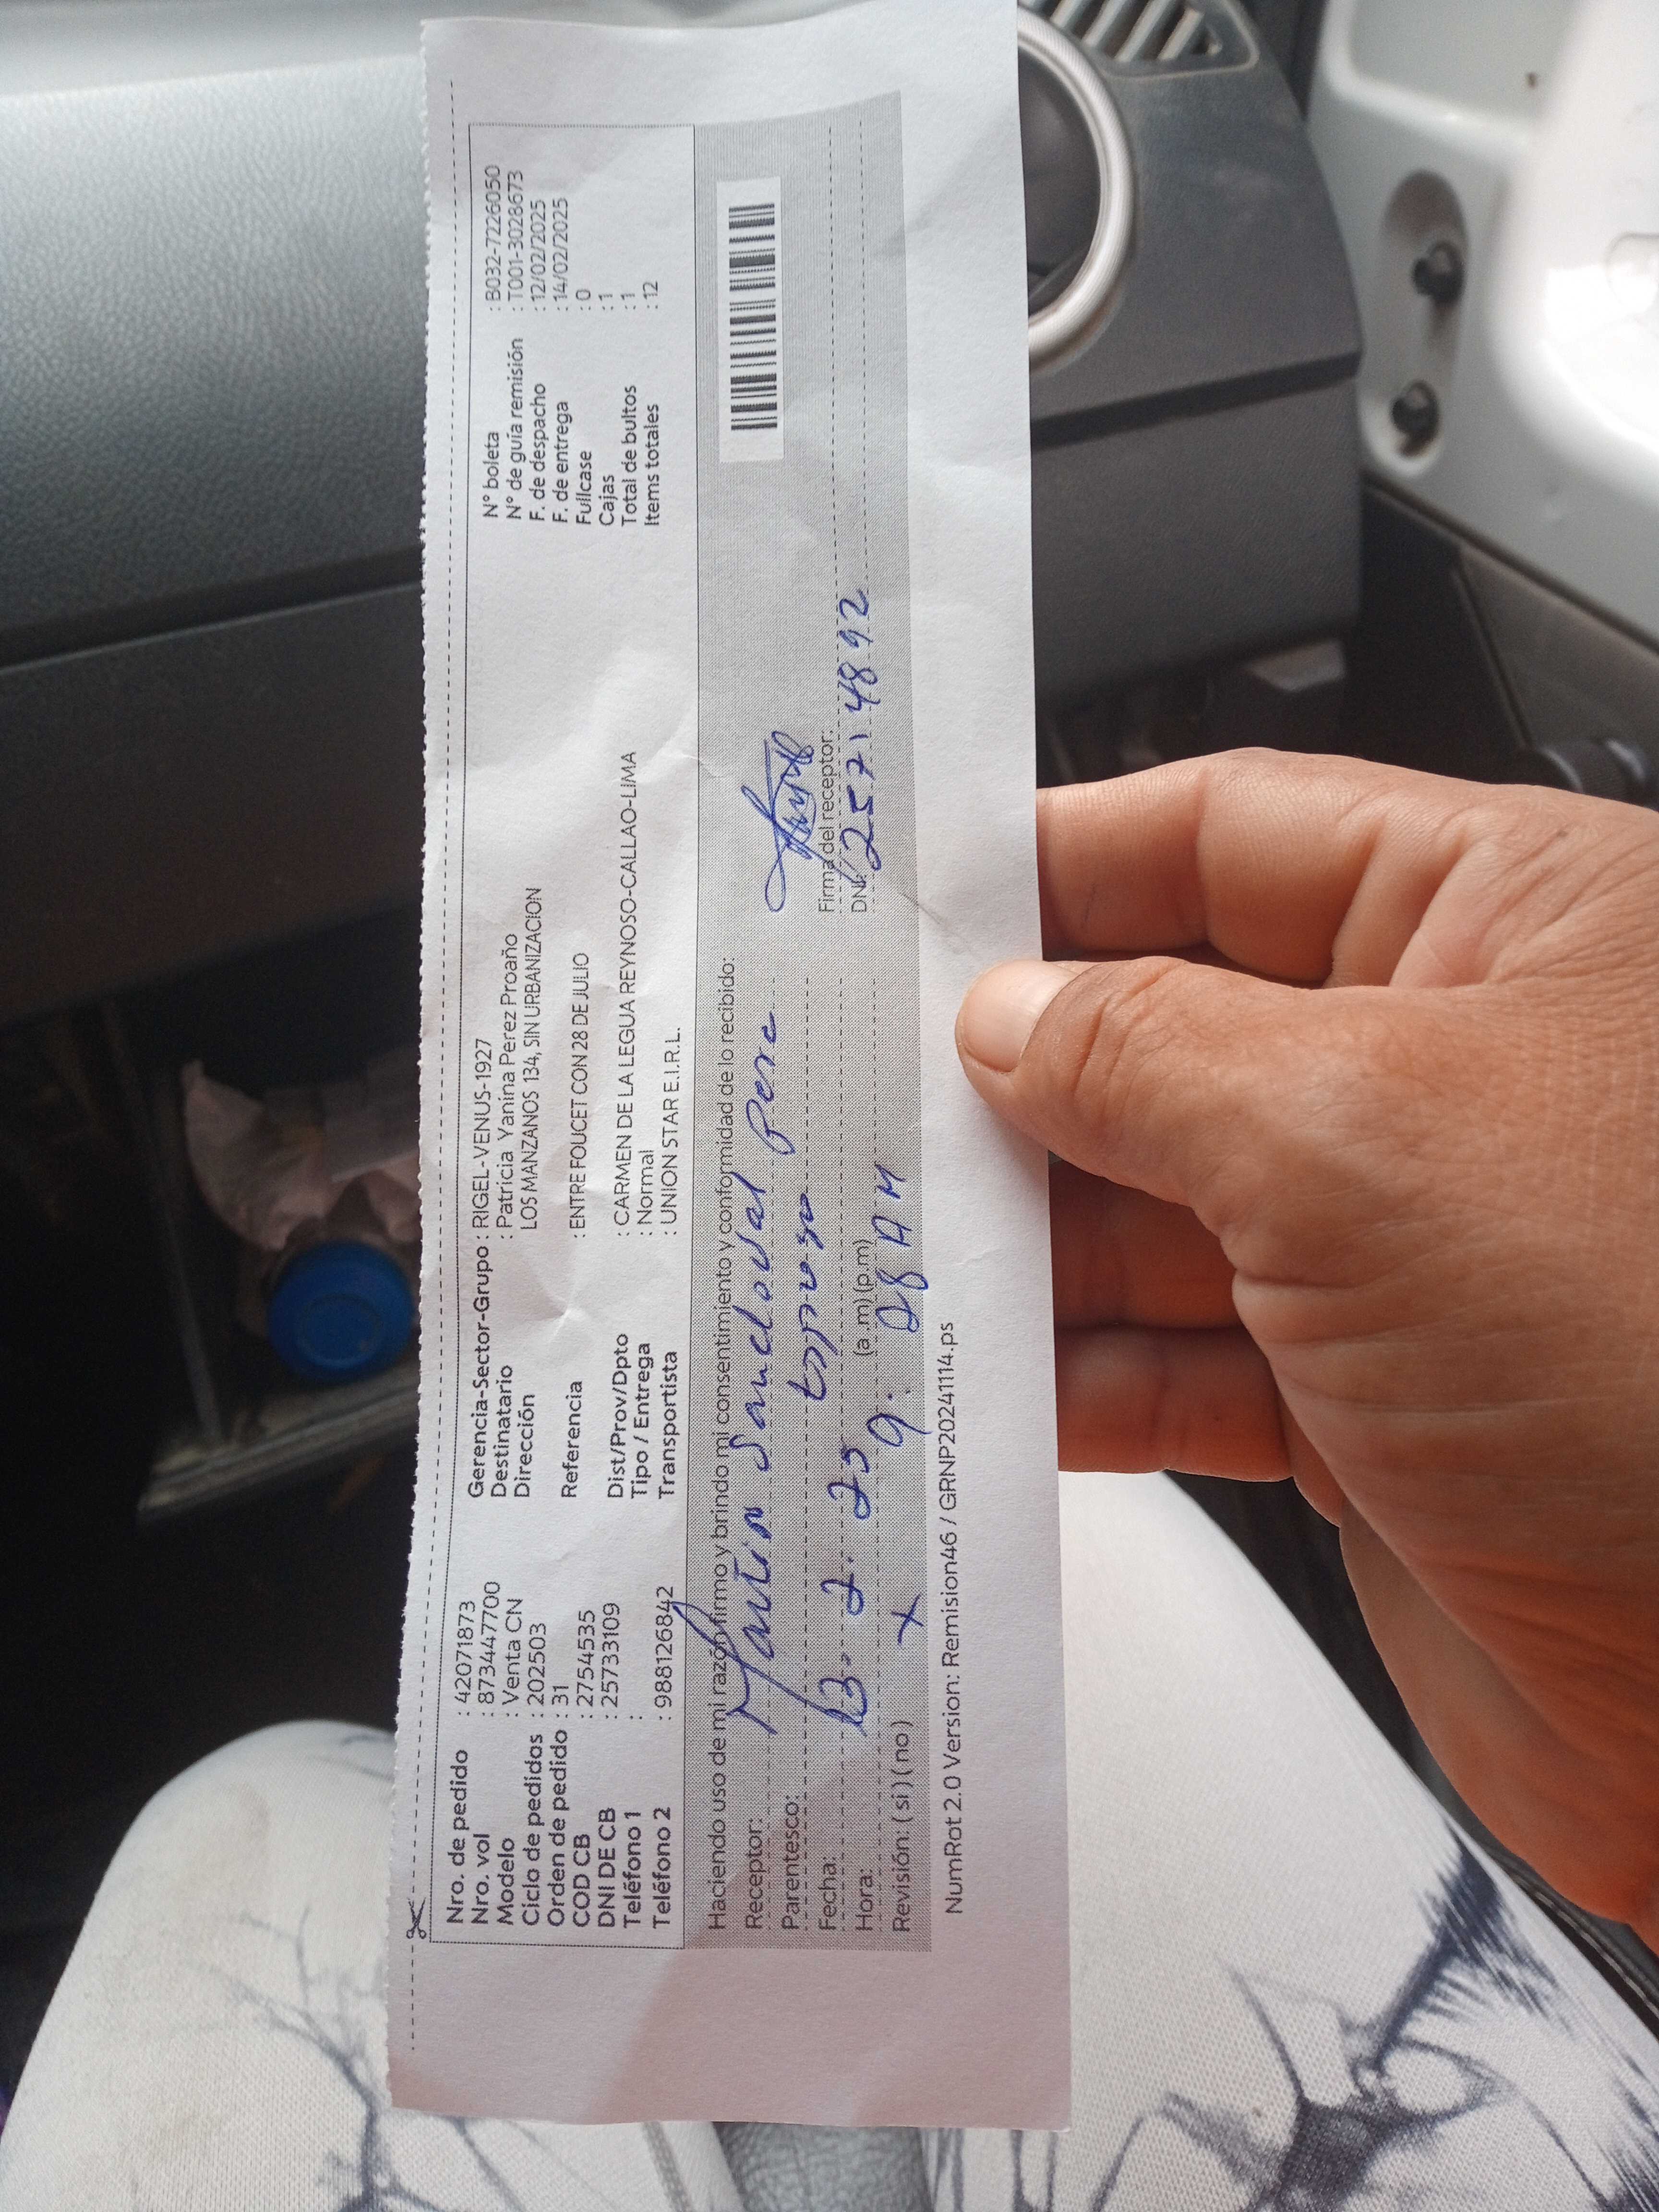 Nro. de pedido : 42071873
Nro. vol : 873447700
Modelo : Venta CN
Ciclo de pedidos : 202503
Orden de pedido : 31
COD CB : 2754535
DNI DE CB : 25733109
Teléfono 1 :
Teléfono 2 : 988126842
Gerencia-Sector-Grupo : RIGEL-VENUS-1927
Destinatario : Patricia Yanina Perez Proaño
Dirección LOS MANZANOS 134, SIN URBANIZACION
Referencia : ENTRE FOUCET CON 28 DE JULIO
Dist/Prov/Dpto : CARMEN DE LA LEGUA REYNOSO-CALLAO-LIMA
Tipo / Entrega : Normal
Transportista : UNION STAR E.I.R.L.
N° boleta : B032-7226050
N° de guía remisión : T001-3028673
F. de despacho : 12/02/2025
F. de entrega : 14/02/2025
Fullcase : 0
Cajas : 1
Total de bultos : 1
Items totales : 12
Haciendo uso de mi razón firmo y brindo mi consentimiento y conformidad de lo recibido:
Receptor: Martin Sandoval
Parentesco:
Fecha: 13. 2. 25
Hora: 9. 28 AM (a.m) (p.m)
Revisión: ( si ) ( no ) X
Firma del receptor:
DNI: 25714892
NumRot 2.0 Version: Remision46 / GRNP20241114.ps